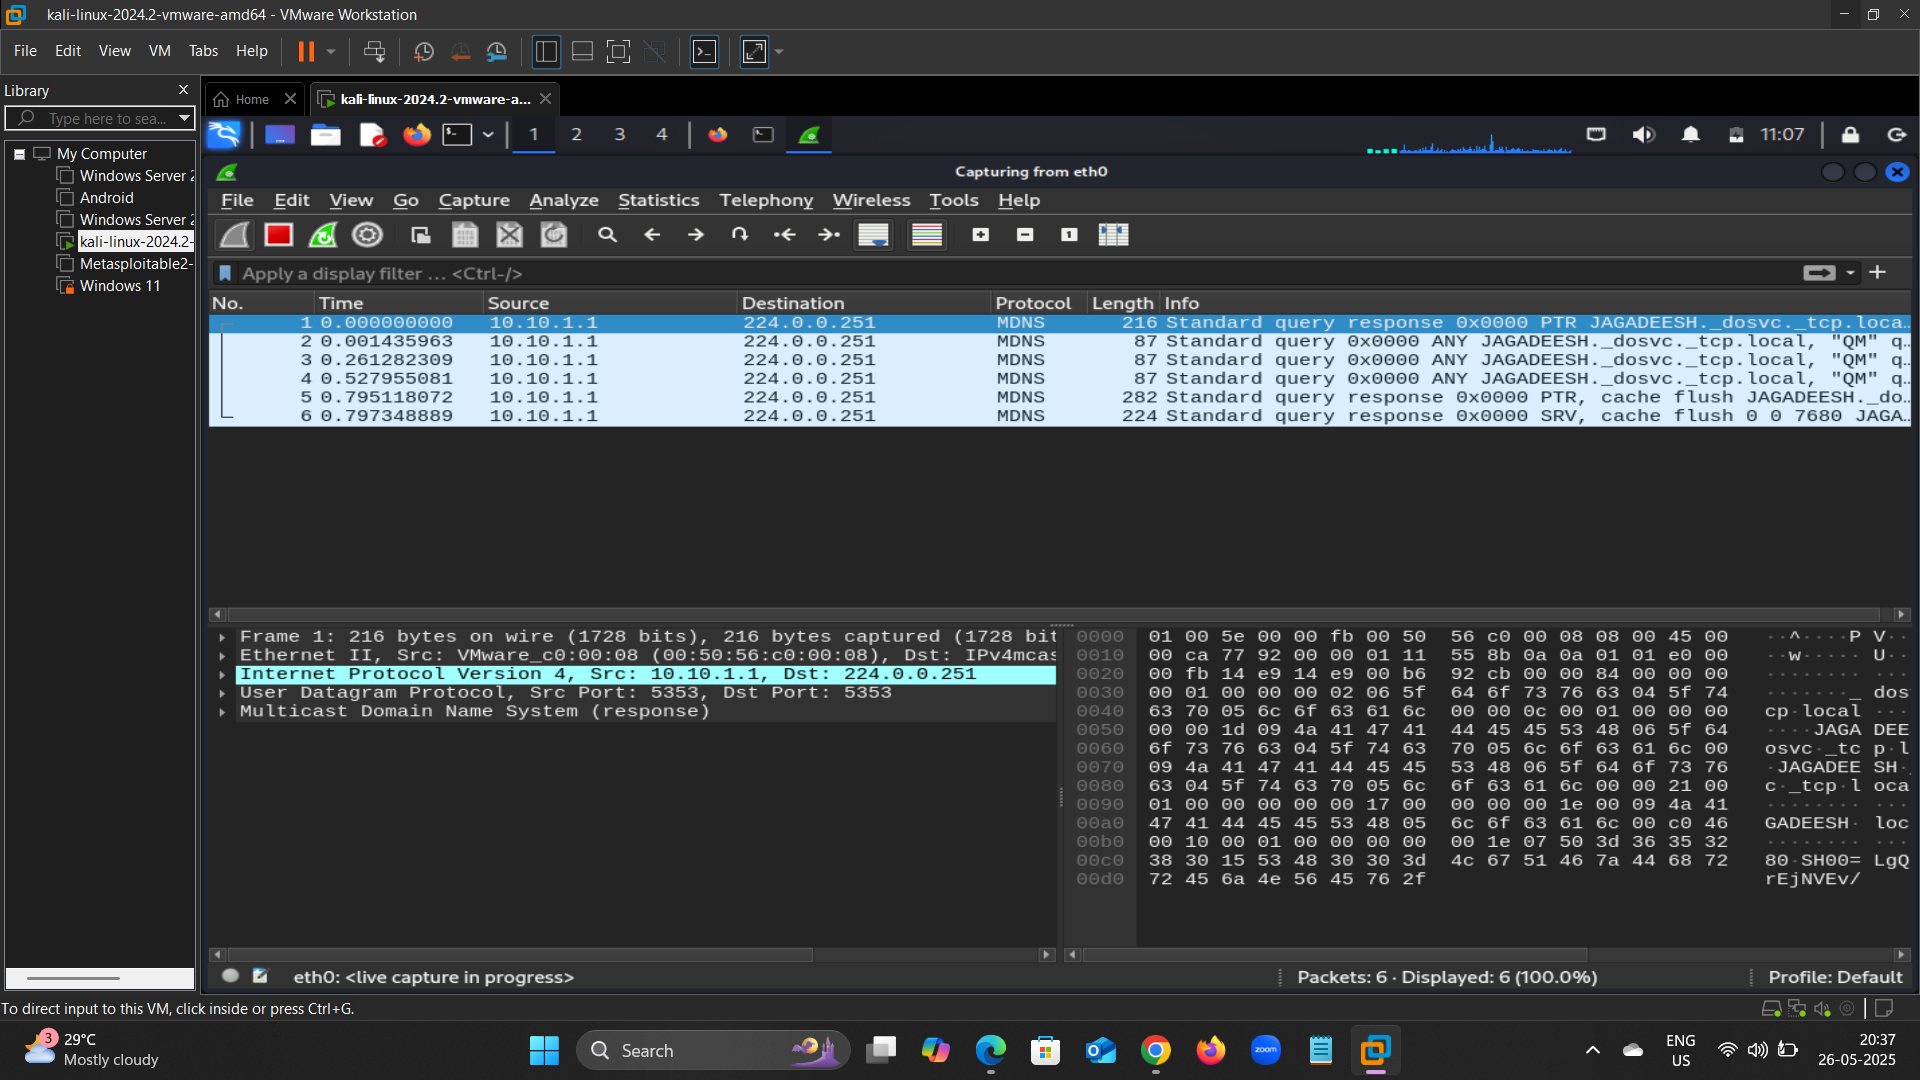 kali-linux-2024.2-vmware-amd64 - VMware Workstation
File Edit View VM Tabs Help
Library
Type here to sea...
My Computer
Windows Server 2
Android
Windows Server 2
kali-linux-2024.2-
Metasploitable2-
Windows 11
Home
kali-linux-2024.2-vmware-a...
1 2 3 4
11:07
Capturing from eth0
File Edit View Go Capture Analyze Statistics Telephony Wireless Tools Help
Apply a display filter … <Ctrl-/>
No. Time Source Destination Protocol Length Info
1 0.000000000 10.10.1.1 224.0.0.251 MDNS 216 Standard query response 0x0000 PTR JAGADEESH._dosvc._tcp.loca…
2 0.001435963 10.10.1.1 224.0.0.251 MDNS 87 Standard query 0x0000 ANY JAGADEESH._dosvc._tcp.local, "QM" q…
3 0.261282309 10.10.1.1 224.0.0.251 MDNS 87 Standard query 0x0000 ANY JAGADEESH._dosvc._tcp.local, "QM" q…
4 0.527955081 10.10.1.1 224.0.0.251 MDNS 87 Standard query 0x0000 ANY JAGADEESH._dosvc._tcp.local, "QM" q…
5 0.795118072 10.10.1.1 224.0.0.251 MDNS 282 Standard query response 0x0000 PTR, cache flush JAGADEESH._do…
6 0.797348889 10.10.1.1 224.0.0.251 MDNS 224 Standard query response 0x0000 SRV, cache flush 0 0 7680 JAGA…
Frame 1: 216 bytes on wire (1728 bits), 216 bytes captured (1728 bit
Ethernet II, Src: VMware_c0:00:08 (00:50:56:c0:00:08), Dst: IPv4mcas
Internet Protocol Version 4, Src: 10.10.1.1, Dst: 224.0.0.251
User Datagram Protocol, Src Port: 5353, Dst Port: 5353
Multicast Domain Name System (response)
0000 01 00 5e 00 00 fb 00 50 56 c0 00 08 08 00 45 00 ··^····P V·
0010 00 ca 77 92 00 00 01 11 55 8b 0a 0a 01 01 e0 00 ··w····· U·
0020 00 fb 14 e9 14 e9 00 b6 92 cb 00 00 84 00 00 00 ········ ···
0030 00 01 00 00 00 02 06 5f 64 6f 73 76 63 04 5f 74 ·······_ dos
0040 63 70 05 6c 6f 63 61 6c 00 00 0c 00 01 00 00 00 cp·local ···
0050 00 00 1d 09 4a 41 47 41 44 45 45 53 48 06 5f 64 ····JAGA DEE
0060 6f 73 76 63 04 5f 74 63 70 05 6c 6f 63 61 6c 00 osvc·_tc p·l
0070 09 4a 41 47 41 44 45 45 53 48 06 5f 64 6f 73 76 ·JAGADEE SH·
0080 63 04 5f 74 63 70 05 6c 6f 63 61 6c 00 00 21 00 c·_tcp·l oca
0090 01 00 00 00 00 00 17 00 00 00 00 1e 00 09 4a 41 ········ ···
00a0 47 41 44 45 45 53 48 05 6c 6f 63 61 6c 00 c0 46 GADEESH· loc
00b0 00 10 00 01 00 00 00 00 00 1e 07 50 3d 36 35 32 ········ ···
00c0 38 30 15 53 48 30 30 3d 4c 67 51 46 7a 44 68 72 80·SH00= LgQ
00d0 72 45 6a 4e 56 45 76 2f rEjNVEv/
eth0: <live capture in progress>
Packets: 6 · Displayed: 6 (100.0%)
Profile: Default
To direct input to this VM, click inside or press Ctrl+G.
3
29°C
Mostly cloudy
Search
zoom
ENG
US
20:37
26-05-2025